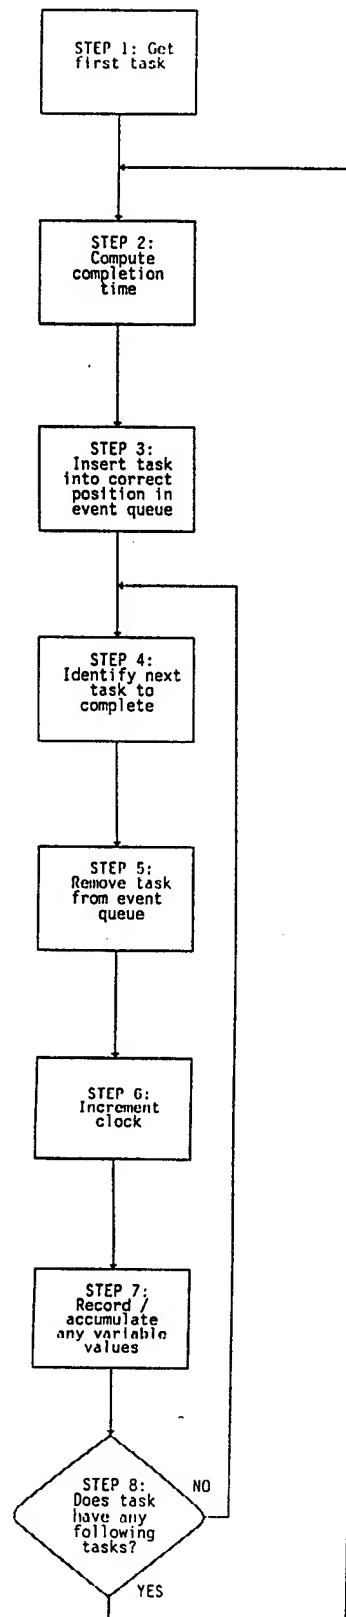 STEP 1: Get
first task
STEP 2:
Compute
completion
time
STEP 3:
Insert task
into correct
position in
event queue
STEP 4:
Identify next
task to
complete
STEP 5:
Remove task
from event
queue
STEP 6:
Increment
clock
STEP 7:
Record /
accumulate
any variable
values
STEP 8:
Does task
have any
following
tasks?
NO
YES